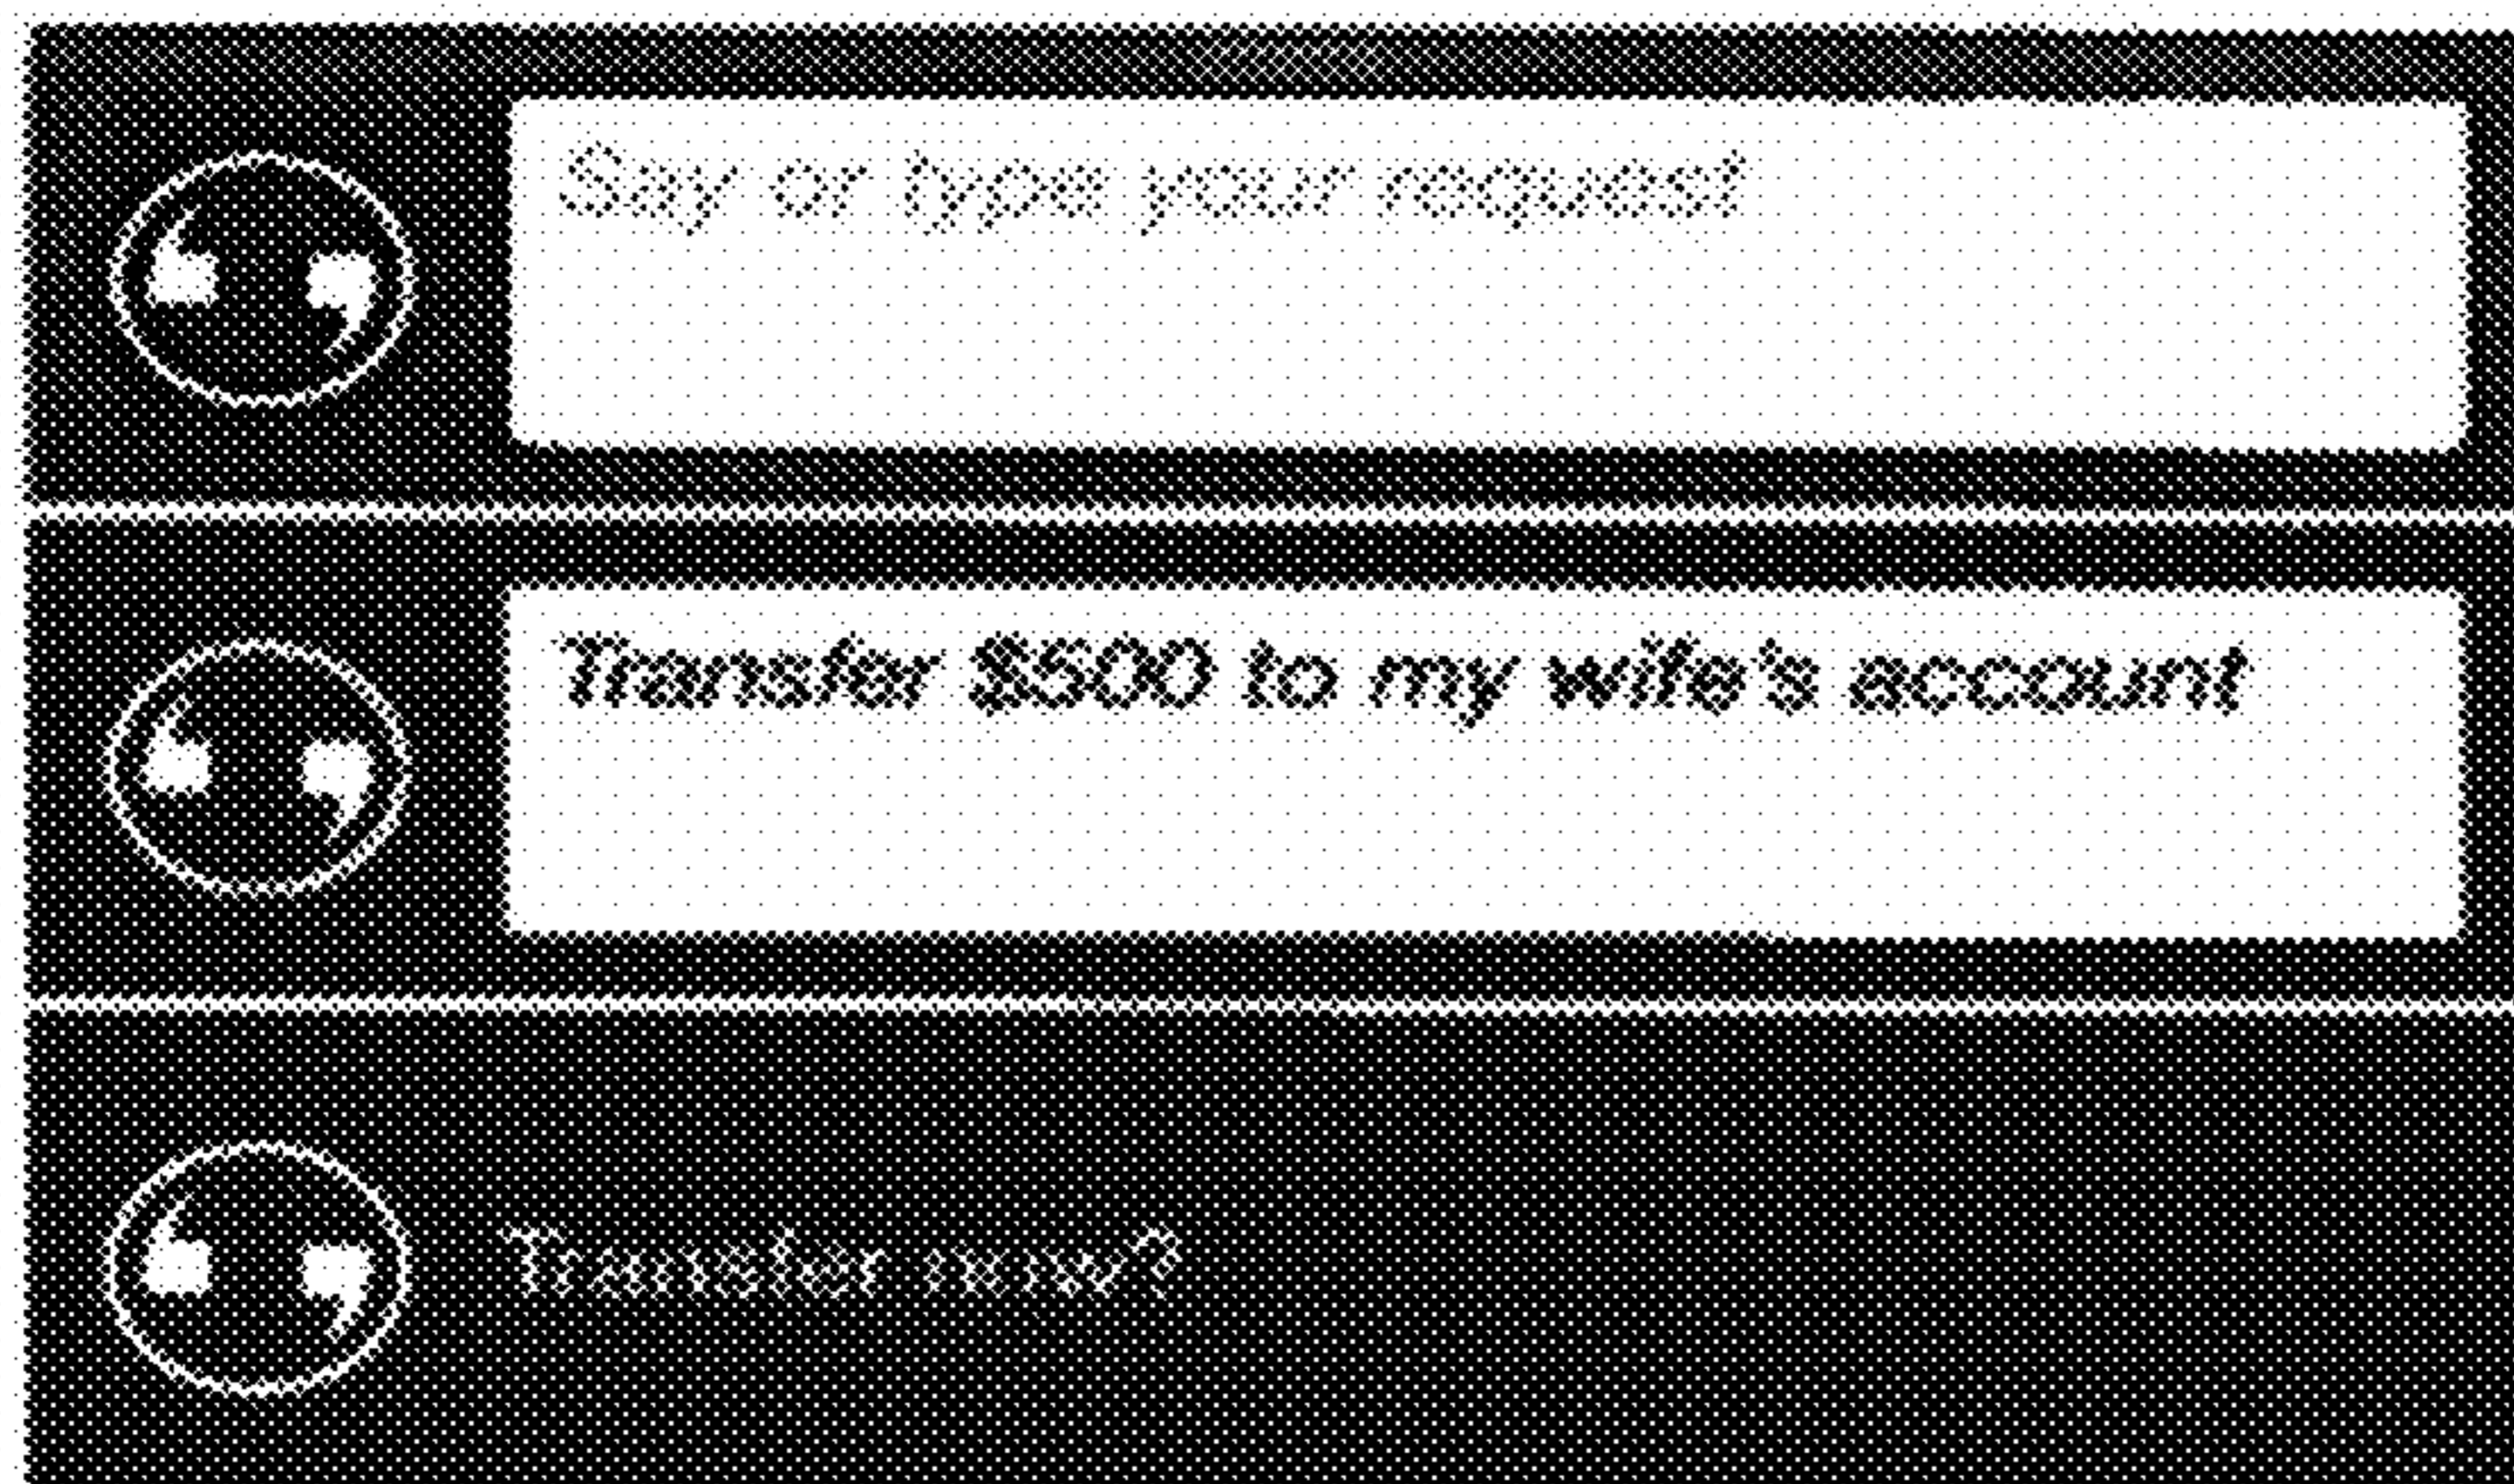 Say or type your request
Transfer $500 to my wife's account
Transfer now?